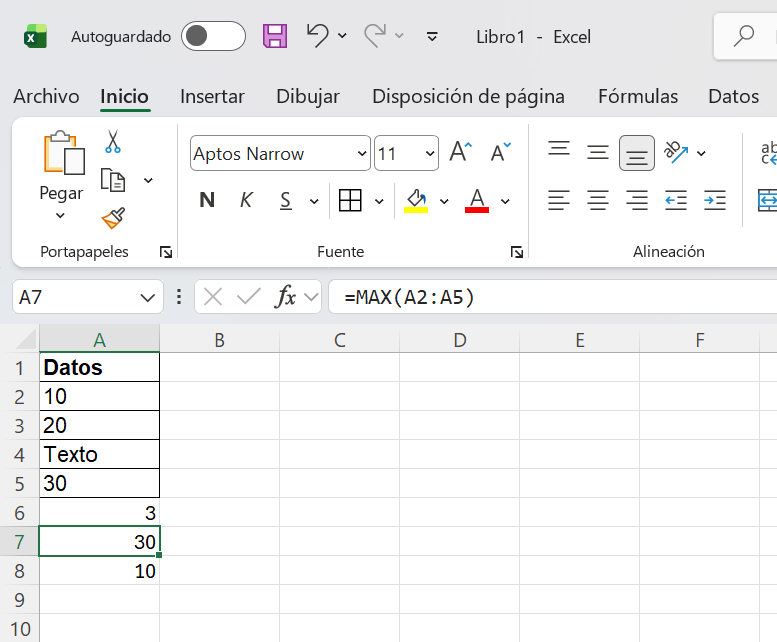 Autoguardado Libro1 - Excel
Archivo Inicio Insertar Dibujar Disposición de página Fórmulas Datos
Pegar Aptos Narrow 11 A A ab
N K S A c
Portapapeles Fuente Alineación
A7 fx =MAX(A2:A5)
A B C D E F
1 Datos
2 10
3 20
4 Texto
5 30
6 3
7 30
8 10
9
10